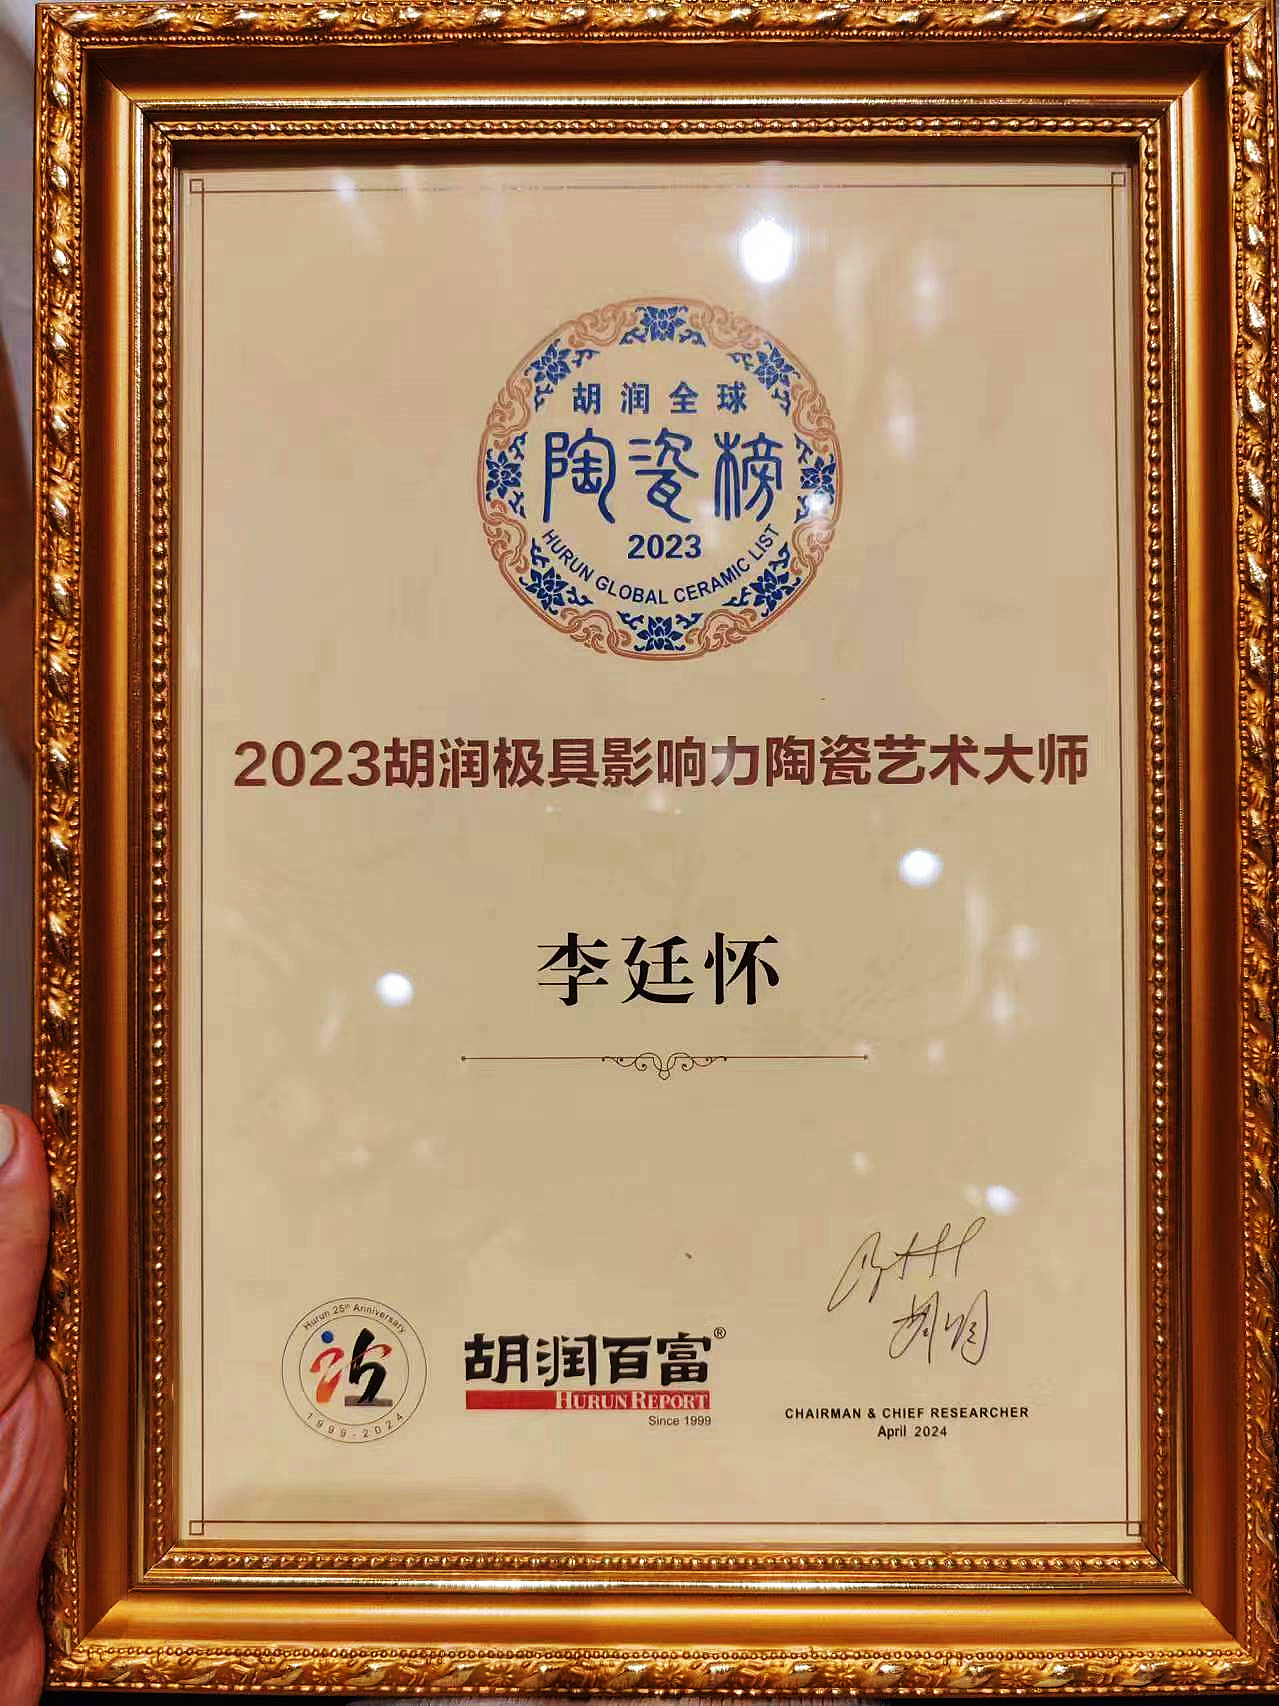 胡润全球
陶瓷榜
2023
HURUN GLOBAL CERAMIC LIST
2023胡润极具影响力陶瓷艺术大师
李廷怀
Hurun 25th Anniversary
1999-2024
胡润百富®
HURUN REPORT
Since 1999
胡润
CHAIRMAN & CHIEF RESEARCHER
April 2024